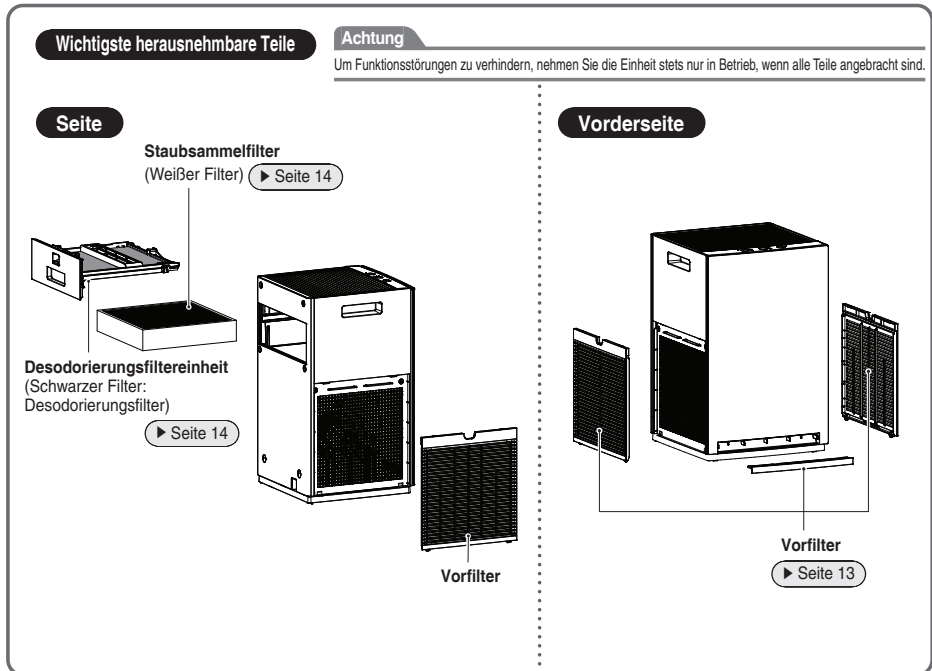 Wichtigste herausnehmbare Teile
Achtung
Um Funktionsstörungen zu verhindern, nehmen Sie die Einheit stets nur in Betrieb, wenn alle Teile angebracht sind.
Seite
Staubsammelfilter
(Weißer Filter) ▶ Seite 14
Desodorierungsfiltereinheit
(Schwarzer Filter:
Desodorierungsfilter)
▶ Seite 14
Vorfilter
Vorderseite
Vorfilter
▶ Seite 13